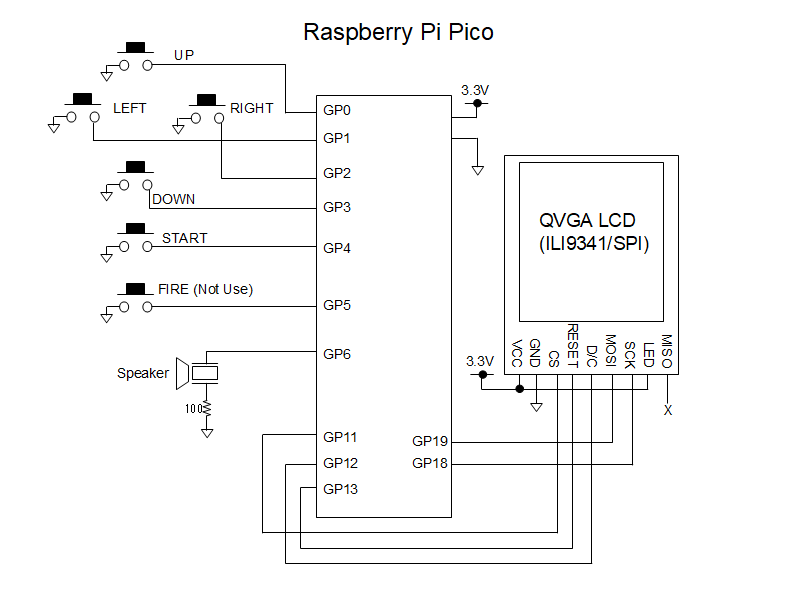 Raspberry Pi Pico
UP
LEFT
RIGHT
DOWN
START
FIRE (Not Use)
Speaker
100
GP0
GP1
GP2
GP3
GP4
GP5
GP6
GP11
GP12
GP13
GP19
GP18
3.3V
QVGA LCD
(ILI9341/SPI)
3.3V
VCC
GND
CS
RESET
D/C
MOSI
SCK
LED
MISO
X